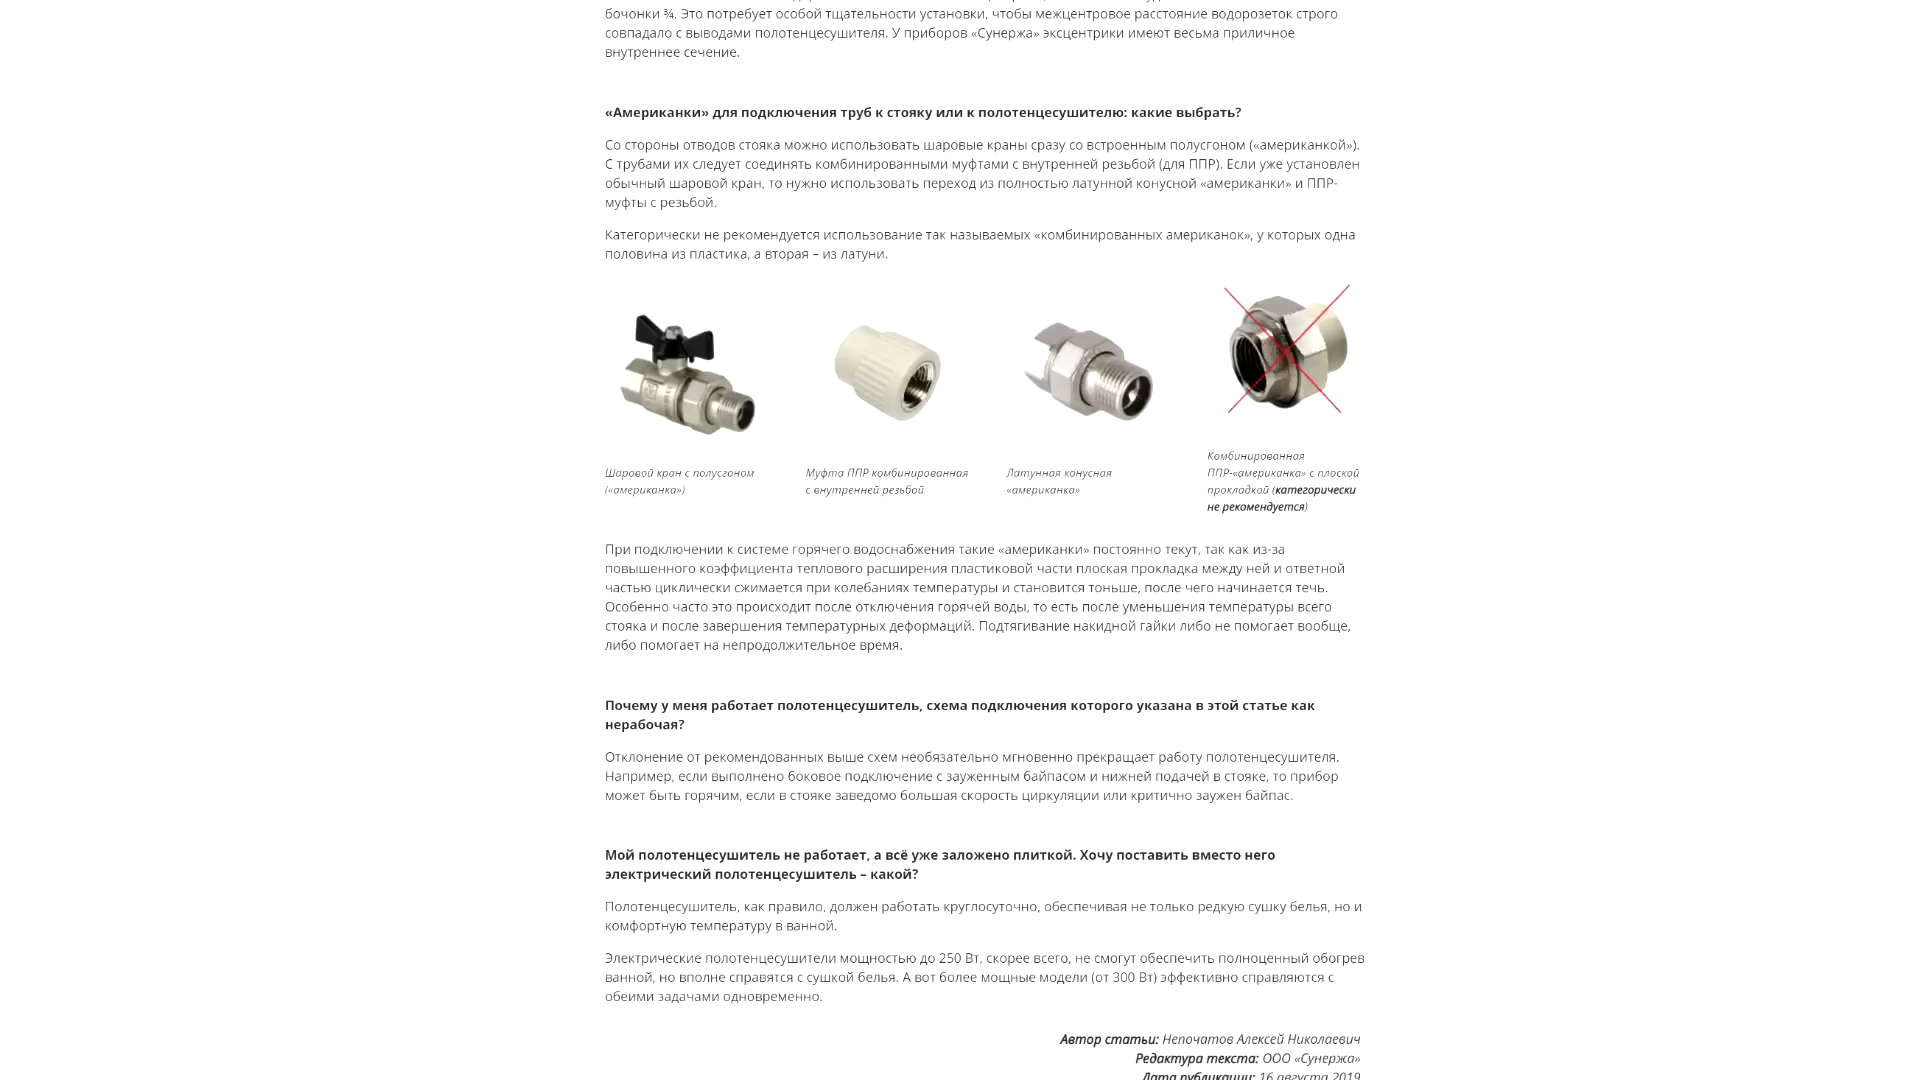 бочонки ¾. Это потребует особой тщательности установки, чтобы межцентровое расстояние водорозеток строго
совпадало с выводами полотенцесушителя. У приборов «Сунержа» эксцентрики имеют весьма приличное
внутреннее сечение.
«Американки» для подключения труб к стояку или к полотенцесушителю: какие выбрать?
Со стороны отводов стояка можно использовать шаровые краны сразу со встроенным полусгоном («американкой»).
С трубами их следует соединять комбинированными муфтами с внутренней резьбой (для ППР). Если уже установлен
обычный шаровой кран, то нужно использовать переход из полностью латунной конусной «американки» и ППР-
муфты с резьбой.
Категорически не рекомендуется использование так называемых «комбинированных американок», у которых одна
половина из пластика, а вторая – из латуни.
Шаровой кран с полусгоном
(«американка»)
Муфта ППР комбинированная
с внутренней резьбой
Латунная конусная
«американка»
Комбинированная
ППР-«американка» с плоской
прокладкой (категорически
не рекомендуется)
При подключении к системе горячего водоснабжения такие «американки» постоянно текут, так как из-за
повышенного коэффициента теплового расширения пластиковой части плоская прокладка между ней и ответной
частью циклически сжимается при колебаниях температуры и становится тоньше, после чего начинается течь.
Особенно часто это происходит после отключения горячей воды, то есть после уменьшения температуры всего
стояка и после завершения температурных деформаций. Подтягивание накидной гайки либо не помогает вообще,
либо помогает на непродолжительное время.
Почему у меня работает полотенцесушитель, схема подключения которого указана в этой статье как
нерабочая?
Отклонение от рекомендованных выше схем необязательно мгновенно прекращает работу полотенцесушителя.
Например, если выполнено боковое подключение с зауженным байпасом и нижней подачей в стояке, то прибор
может быть горячим, если в стояке заведомо большая скорость циркуляции или критично заужен байпас.
Мой полотенцесушитель не работает, а всё уже заложено плиткой. Хочу поставить вместо него
электрический полотенцесушитель – какой?
Полотенцесушитель, как правило, должен работать круглосуточно, обеспечивая не только редкую сушку белья, но и
комфортную температуру в ванной.
Электрические полотенцесушители мощностью до 250 Вт, скорее всего, не смогут обеспечить полноценный обогрев
ванной, но вполне справятся с сушкой белья. А вот более мощные модели (от 300 Вт) эффективно справляются с
обеими задачами одновременно.
Автор статьи: Непочатов Алексей Николаевич
Редактура текста: ООО «Сунержа»
Дата публикации: 16 августа 2019